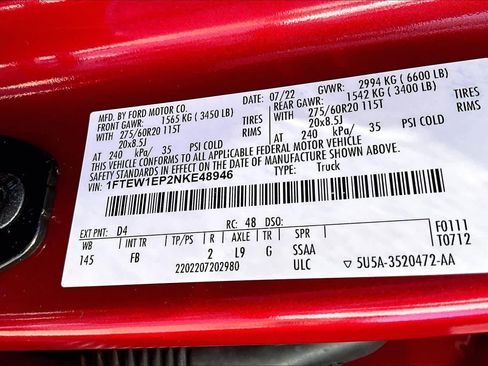 MFD. BY FORD MOTOR CO. DATE: 07/22 GVWR: 2994 KG ( 6600 LB)
FRONT GAWR: 1565 KG ( 3450 LB) REAR GAWR: 1542 KG ( 3400 LB)
WITH 275/60R20 115T TIRES WITH 275/60R20 115T TIRES
20x8.5J RIMS 20x8.5J RIMS
AT 240 kPa/ 35 PSI COLD AT 240 kPa/ 35 PSI COLD
THIS VEHICLE CONFORMS TO ALL APPLICABLE FEDERAL MOTOR VEHICLE SAFETY AND THEFT PREVENTION STANDARDS IN EFFECT ON THE
DATE OF MANUFACTURE SHOWN ABOVE.
VIN: 1FTEW1EP2NKE48946 TYPE: Truck
EXT PNT: D4 RC: 48 DSO: F0111
WB INT TR TP/PS R AXLE TR SPR T0712
145 FB 2 L9 G SSAA
2202207202980 ULC ▽ 5U5A-3520472-AA